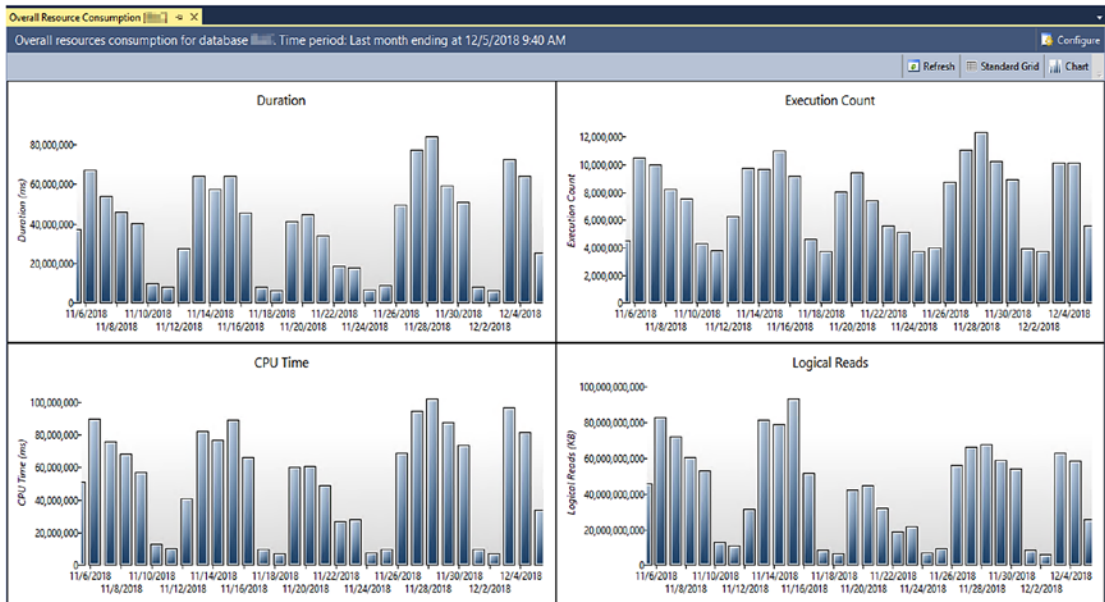 Overall Resource Consumption [
Overall resources consumption for database . Time period: Last month ending at 12/5/2018 9:40 AM
Configure
Refresh Standard Grid Chart
Duration
Duration (ms)
80,000,000
60,000,000
40,000,000
20,000,000
0
11/6/2018 11/10/2018 11/14/2018 11/18/2018 11/22/2018 11/26/2018 11/30/2018 12/4/2018
11/8/2018 11/12/2018 11/16/2018 11/20/2018 11/24/2018 11/28/2018 12/2/2018
Execution Count
Execution Count
12,000,000
10,000,000
8,000,000
6,000,000
4,000,000
2,000,000
0
11/6/2018 11/10/2018 11/14/2018 11/18/2018 11/22/2018 11/26/2018 11/30/2018 12/4/2018
11/8/2018 11/12/2018 11/16/2018 11/20/2018 11/24/2018 11/28/2018 12/2/2018
CPU Time
CPU Time (ms)
100,000,000
80,000,000
60,000,000
40,000,000
20,000,000
0
11/6/2018 11/10/2018 11/14/2018 11/18/2018 11/22/2018 11/26/2018 11/30/2018 12/4/2018
11/8/2018 11/12/2018 11/16/2018 11/20/2018 11/24/2018 11/28/2018 12/2/2018
Logical Reads
Logical Reads (KB)
100,000,000,000
80,000,000,000
60,000,000,000
40,000,000,000
20,000,000,000
0
11/6/2018 11/10/2018 11/14/2018 11/18/2018 11/22/2018 11/26/2018 11/30/2018 12/4/2018
11/8/2018 11/12/2018 11/16/2018 11/20/2018 11/24/2018 11/28/2018 12/2/2018